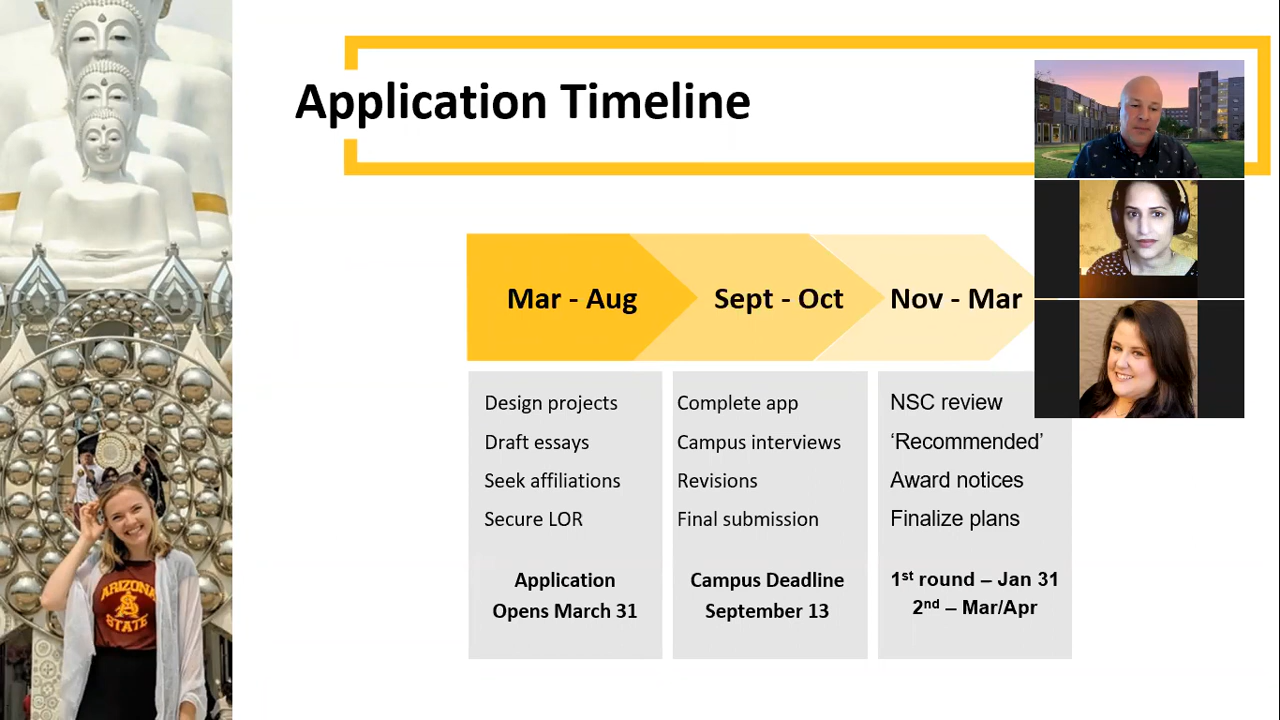 Application Timeline
Mar - Aug
Sept - Oct
Nov - Mar
Design projects
Draft essays
Seek affiliations
Secure LOR
Application
Opens March 31
Complete app
Campus interviews
Revisions
Final submission
Campus Deadline
September 13
NSC review
‘Recommended’
Award notices
Finalize plans
1st round – Jan 31
2nd – Mar/Apr
ARIZONA
STATE